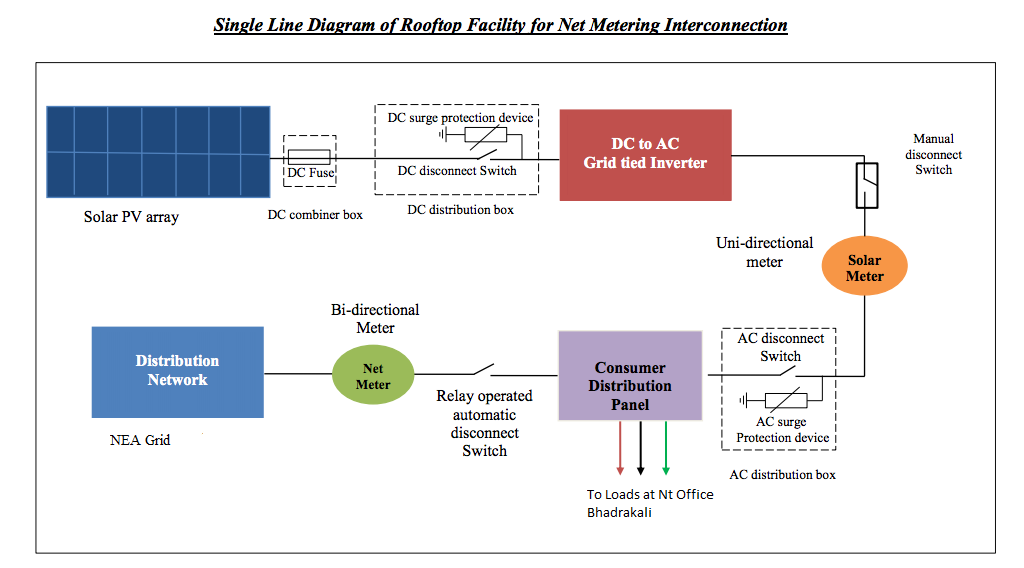 Single Line Diagram of Rooftop Facility for Net Metering Interconnection
DC surge protection device
DC to AC
Grid tied Inverter
Manual
disconnect
Switch
DC Fuse
DC disconnect Switch
Solar PV array
DC combiner box
DC distribution box
Uni-directional
meter
Solar
Meter
Bi-directional
Meter
Distribution
Network
Net
Meter
Relay operated
automatic
disconnect
Switch
Consumer
Distribution
Panel
AC disconnect
Switch
AC surge
Protection device
NEA Grid
AC distribution box
To Loads at Nt Office
Bhadrakali